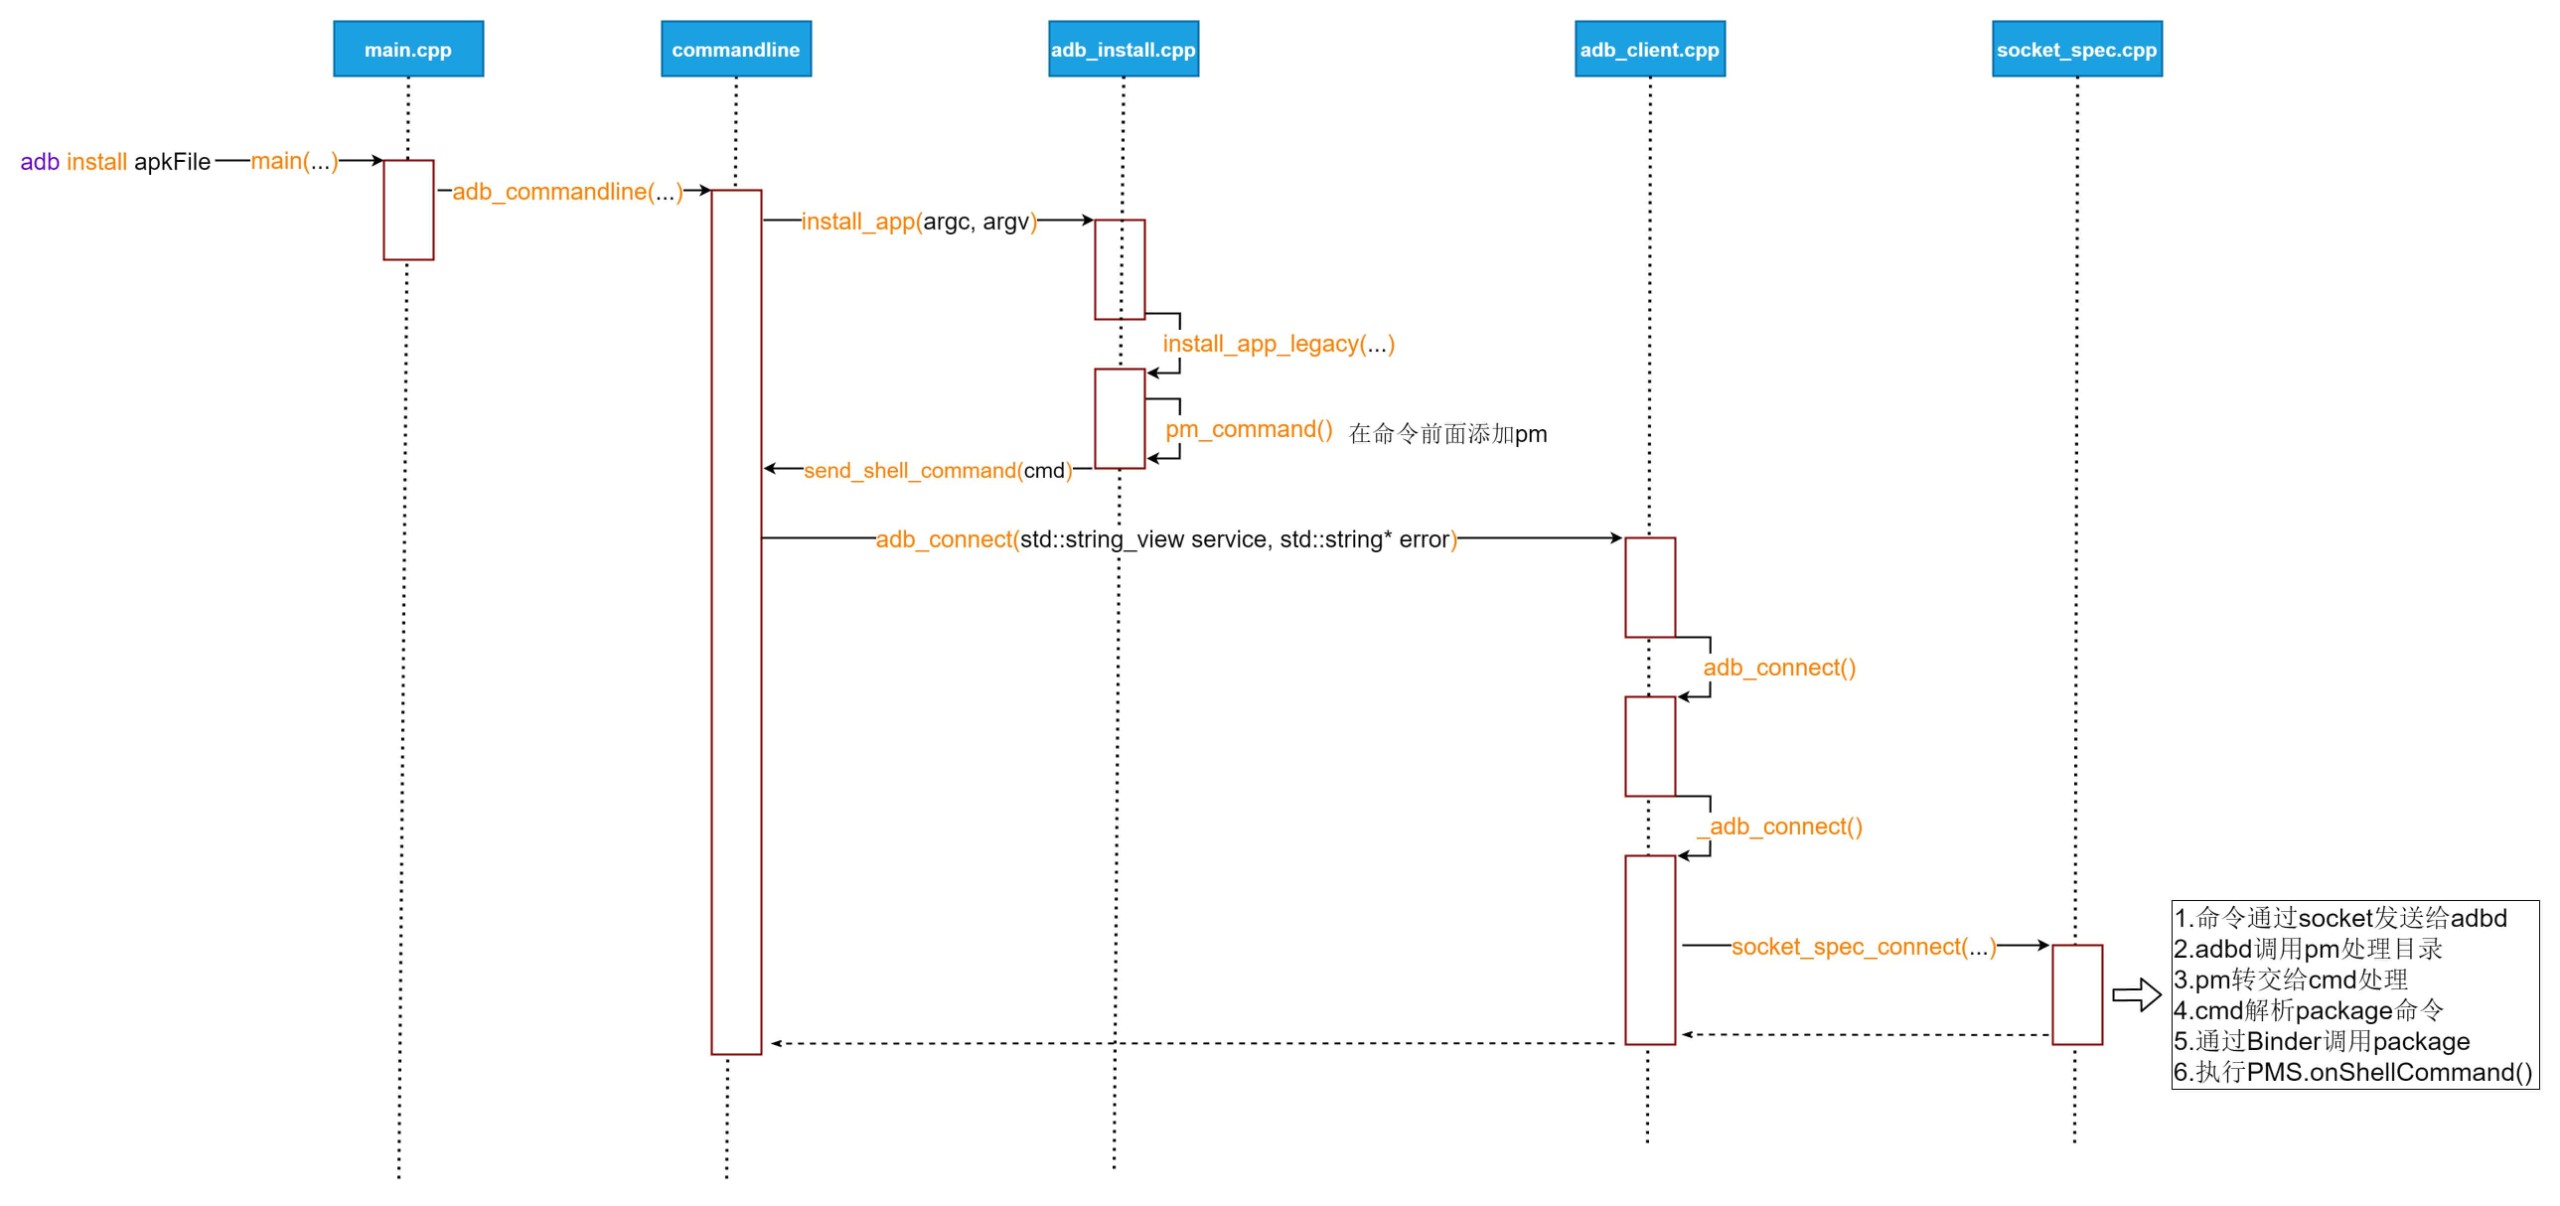 main.cpp
commandline
adb_install.cpp
adb_client.cpp
socket_spec.cpp
adb install apkFile
main(...)
adb_commandline(...)
install_app(argc, argv)
install_app_legacy(...)
pm_command()
在命令前面添加pm
send_shell_command(cmd)
adb_connect(std::string_view service, std::string* error)
adb_connect()
_adb_connect()
socket_spec_connect(...)
1.命令通过socket发送给adbd
2.adbd调用pm处理目录
3.pm转交给cmd处理
4.cmd解析package命令
5.通过Binder调用package
6.执行PMS.onShellCommand()